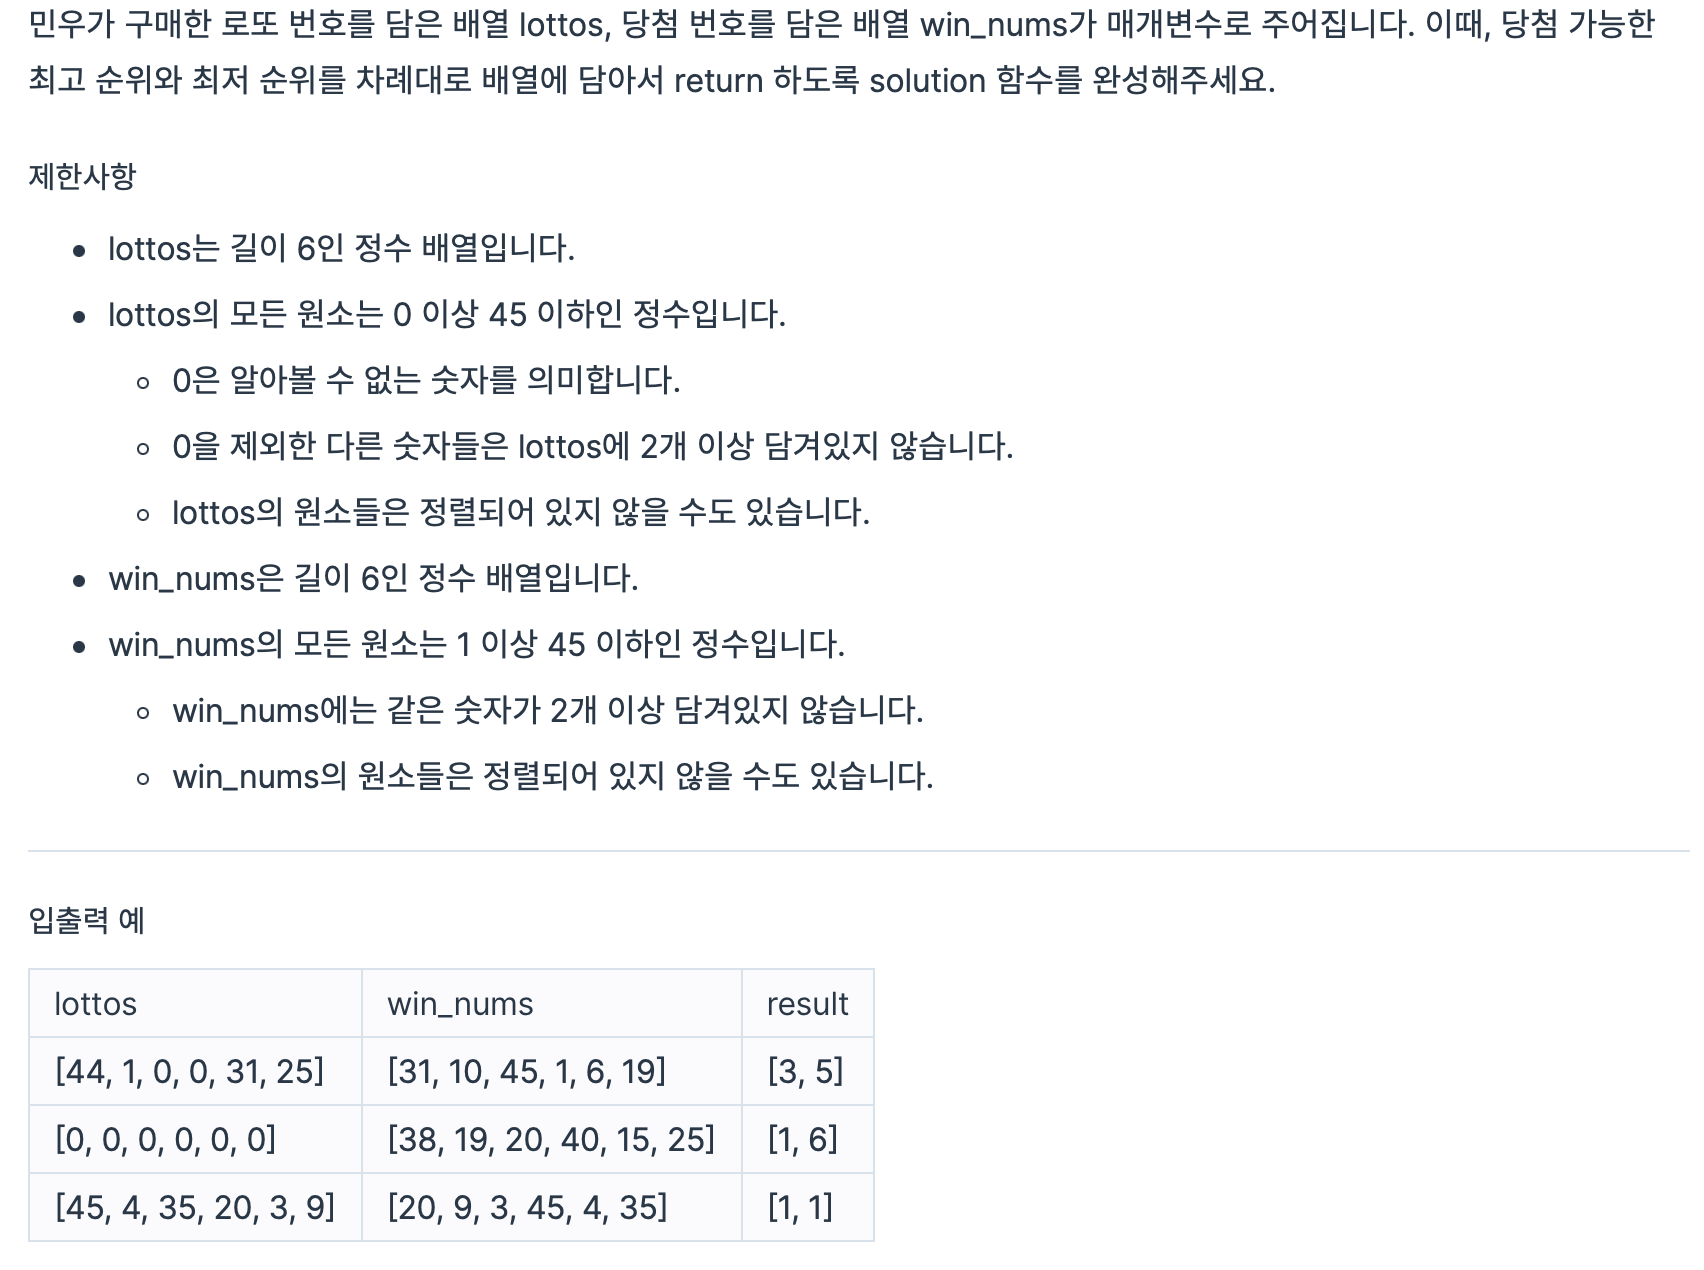 민우가 구매한 로또 번호를 담은 배열 lottos, 당첨 번호를 담은 배열 win_nums가 매개변수로 주어집니다. 이때, 당첨 가능한
최고 순위와 최저 순위를 차례대로 배열에 담아서 return 하도록 solution 함수를 완성해주세요.
제한사항
• lottos는 길이 6인 정수 배열입니다.
• lottos의 모든 원소는 0 이상 45 이하인 정수입니다.
◦ 0은 알아볼 수 없는 숫자를 의미합니다.
◦ 0을 제외한 다른 숫자들은 lottos에 2개 이상 담겨있지 않습니다.
◦ lottos의 원소들은 정렬되어 있지 않을 수도 있습니다.
• win_nums은 길이 6인 정수 배열입니다.
• win_nums의 모든 원소는 1 이상 45 이하인 정수입니다.
◦ win_nums에는 같은 숫자가 2개 이상 담겨있지 않습니다.
◦ win_nums의 원소들은 정렬되어 있지 않을 수도 있습니다.
입출력 예
lottos win_nums result
[44, 1, 0, 0, 31, 25] [31, 10, 45, 1, 6, 19] [3, 5]
[0, 0, 0, 0, 0, 0] [38, 19, 20, 40, 15, 25] [1, 6]
[45, 4, 35, 20, 3, 9] [20, 9, 3, 45, 4, 35] [1, 1]